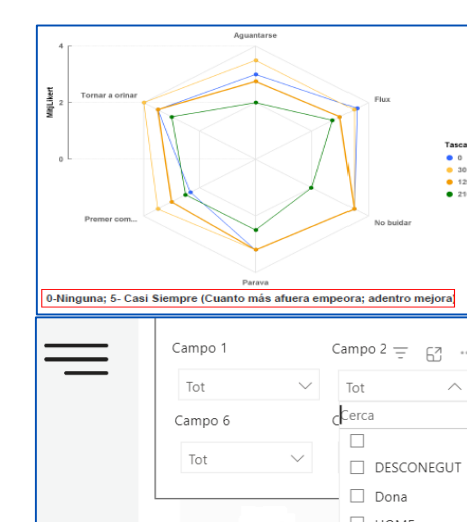 Aguantarse
4
Tornar a orinar
Flux
MitjLikert
2
Tasca
0
0
30
12
21
Premer com...
No buidar
Parava
0-Ninguna; 5- Casi Siempre (Cuanto más afuera empeora; adentro mejora)
Campo 1
Campo 2
Tot
Tot
Campo 6
Cerca
Tot
DESCONEGUT
Dona
HOME